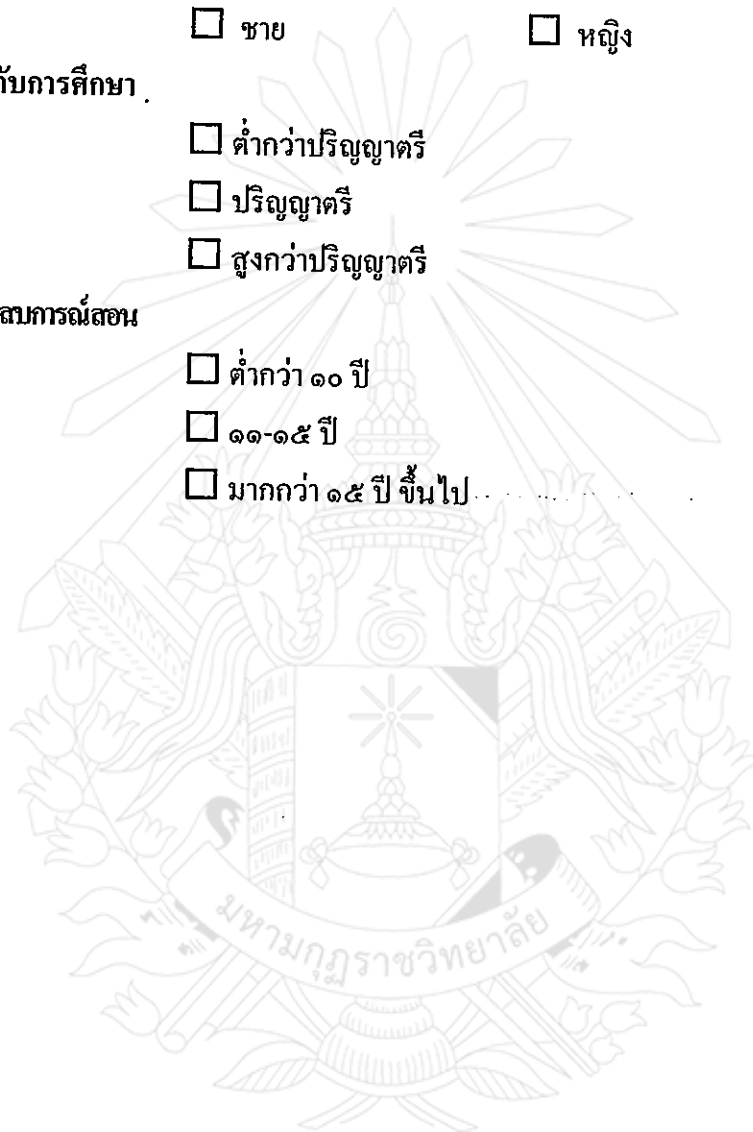 ☐ ชาย ☐ หญิง
ับการศึกษา
☐ ต่ำกว่าปริญญาตรี
☐ ปริญญาตรี
☐ สูงกว่าปริญญาตรี
สบการณ์สอน
☐ ต่ำกว่า ๑๐ ปี
☐ ๑๑-๑๕ ปี
☐ มากกว่า ๑๕ ปี ขึ้นไป
มหามกุฏราชวิทยาลัย